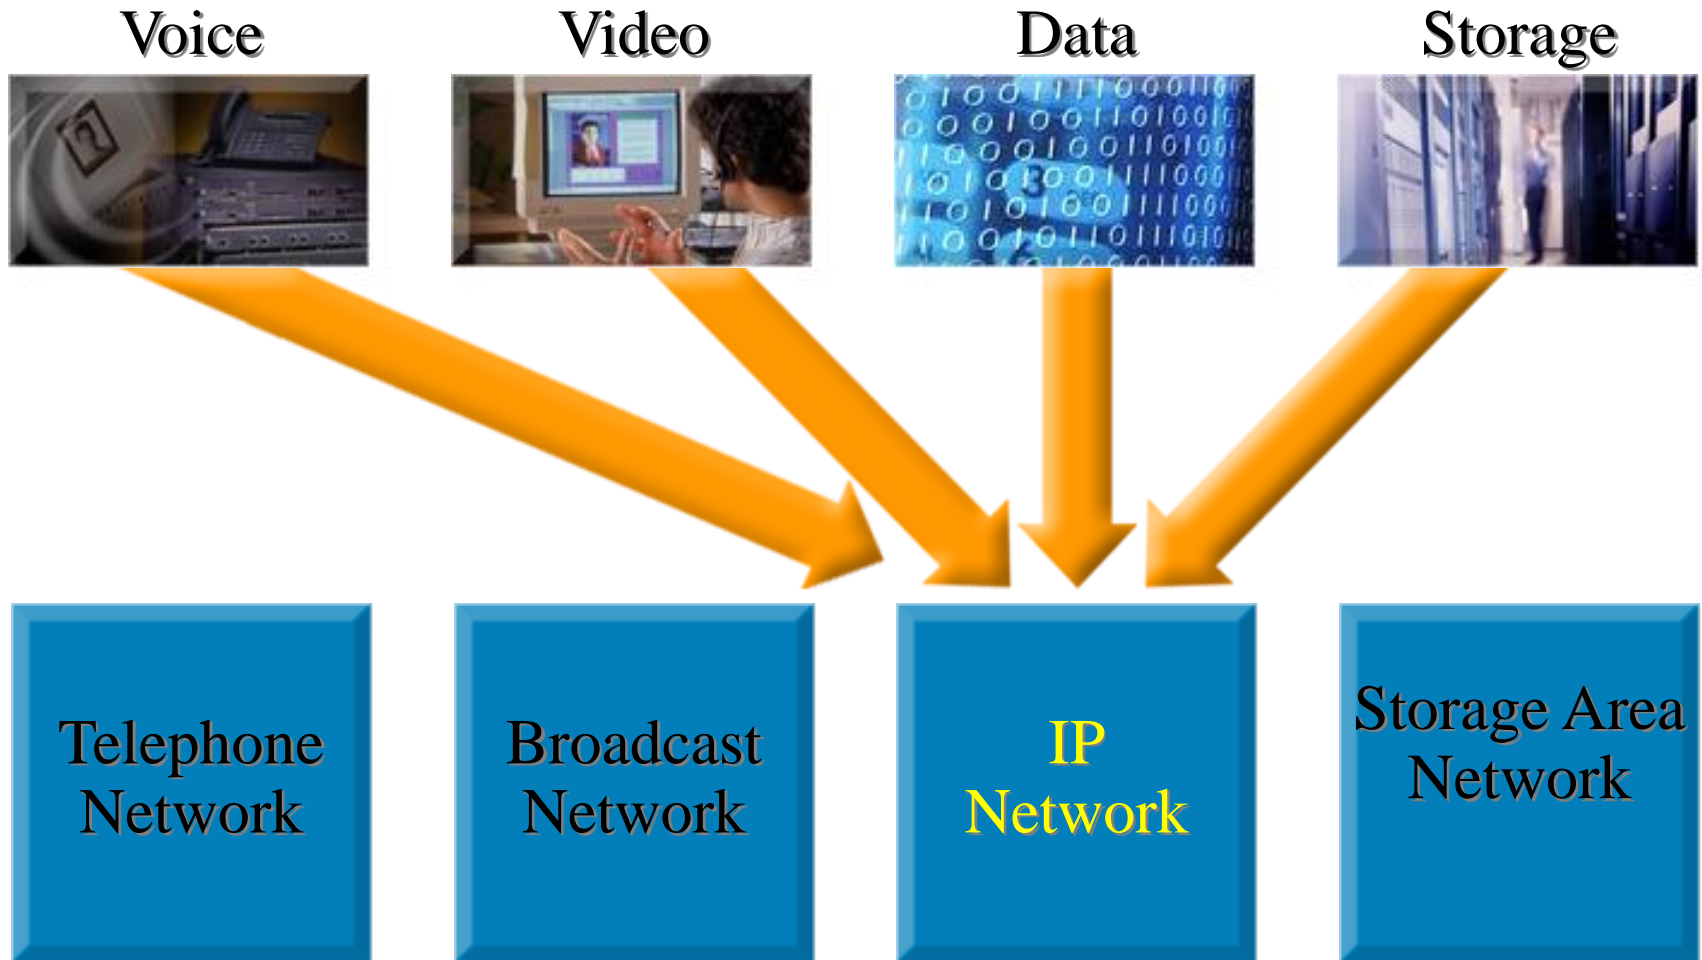 Voice
Video
Data
Storage
Telephone
Network
Broadcast
Network
IP
Network
Storage Area
Network